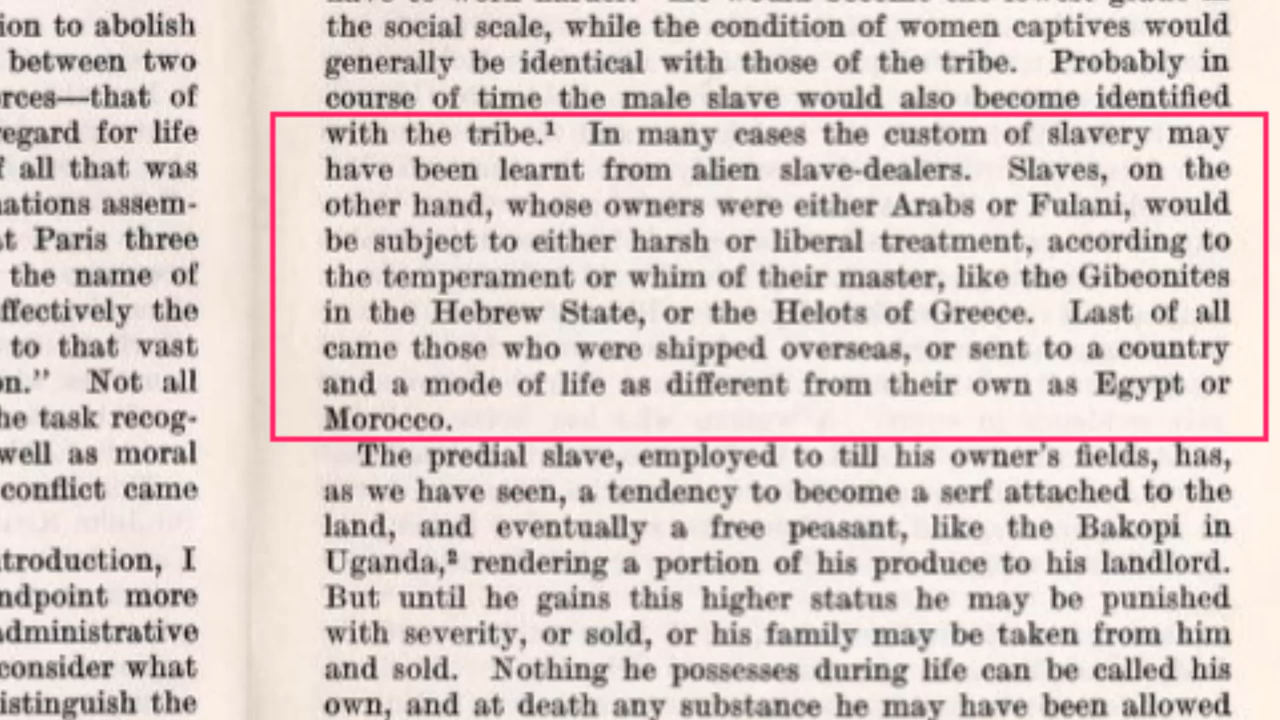 ion to abolish
between two
rces—that of
regard for life
f all that was
nations assem-
t Paris three
the name of
ffectively the
to that vast
on.” Not all
he task recog-
well as moral
conflict came
troduction, I
ndpoint more
administrative
consider what
istinguish the
the social scale, while the condition of women captives would
generally be identical with those of the tribe. Probably in
course of time the male slave would also become identified
with the tribe.¹ In many cases the custom of slavery may
have been learnt from alien slave-dealers. Slaves, on the
other hand, whose owners were either Arabs or Fulani, would
be subject to either harsh or liberal treatment, according to
the temperament or whim of their master, like the Gibeonites
in the Hebrew State, or the Helots of Greece. Last of all
came those who were shipped overseas, or sent to a country
and a mode of life as different from their own as Egypt or
Morocco.
The predial slave, employed to till his owner’s fields, has,
as we have seen, a tendency to become a serf attached to the
land, and eventually a free peasant, like the Bakopi in
Uganda,² rendering a portion of his produce to his landlord.
But until he gains this higher status he may be punished
with severity, or sold, or his family may be taken from him
and sold. Nothing he possesses during life can be called his
own, and at death any substance he may have been allowed